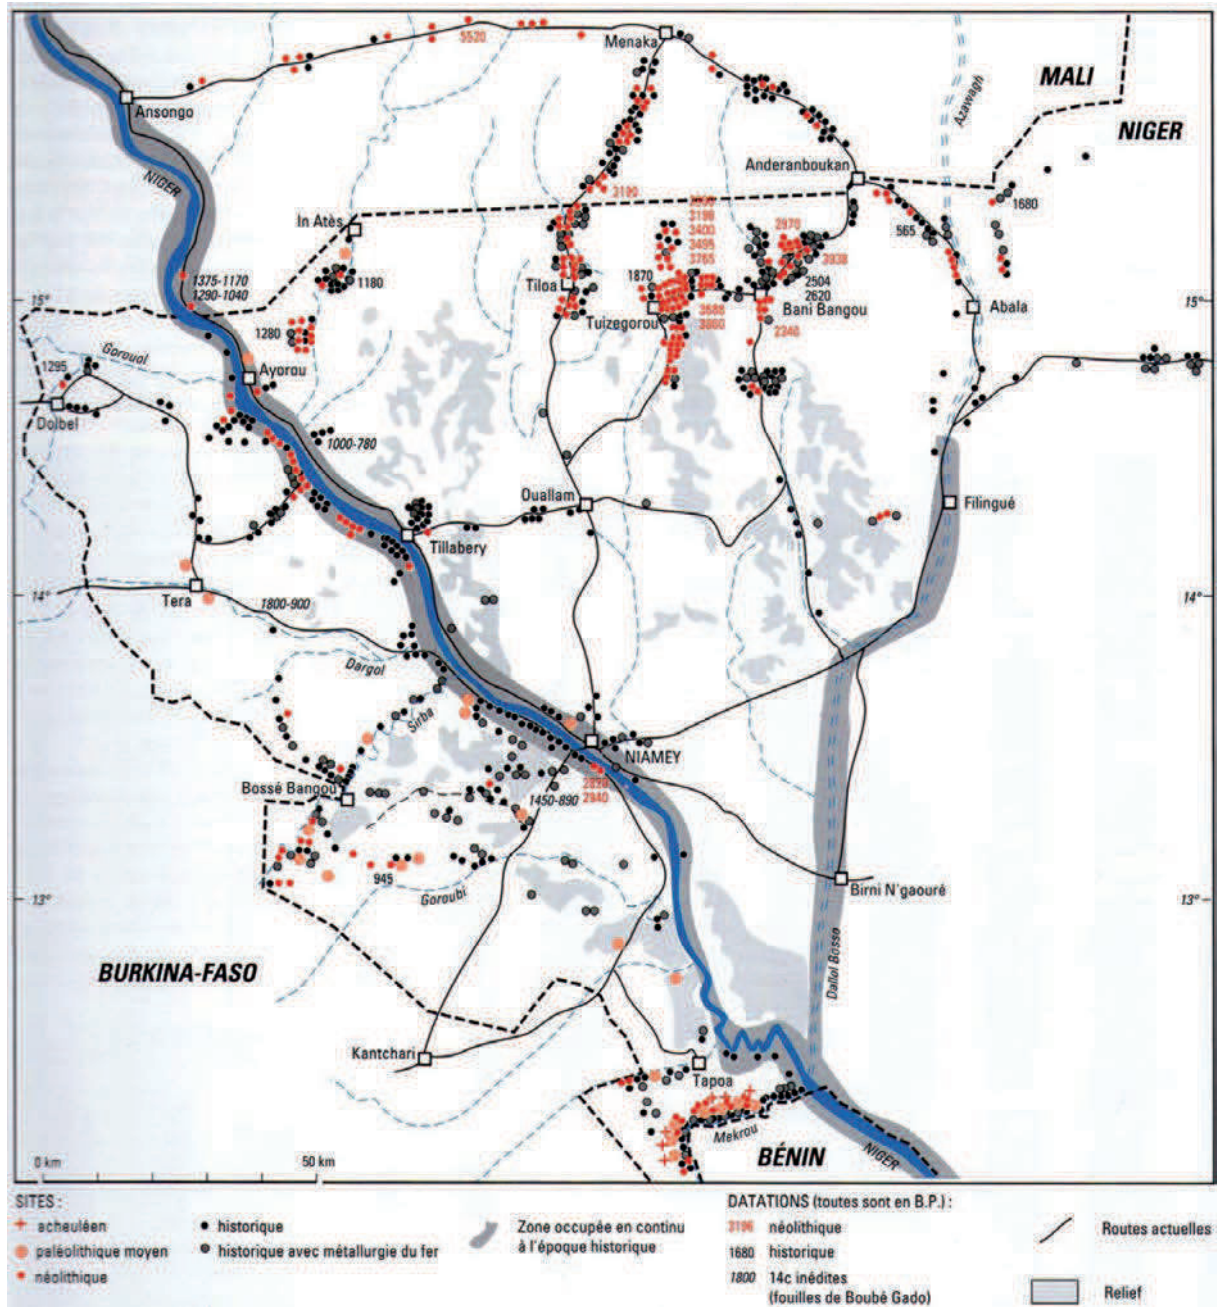 5520
Menaka
MALI
Azawagh
Ansongo
NIGER
NIGER
Anderanboukan
3190
In Atès
1680
3198
3400
3495
3765
2970
565
3938
1375-1170
1290-1040
1180
Tiloa
1870
2504
2620
15°
15°
Tuizegorou
Bani Bangou
Abala
1280
2340
Gorouol
1295
Ayorou
Dolbel
1000-780
Ouallam
Filingué
Tillabery
14°
Tera
1800-900
14°
Dargol
Sirba
NIAMEY
Bossé Bangou
1450-890
2940
945
Birni N'gaouré
13°
Goroubi
13°
BURKINA-FASO
Dallol Bosso
Kantchari
Tapoa
Mekrou
BÉNIN
NIGER
0 km
50 km
SITES :
acheuléen
paléolithique moyen
néolithique
historique
historique avec métallurgie du fer
Zone occupée en continu
à l'époque historique
DATATIONS (toutes sont en B.P.) :
3196 néolithique
1680 historique
1800 14c inédites
(fouilles de Boubé Gado)
Routes actuelles
Relief